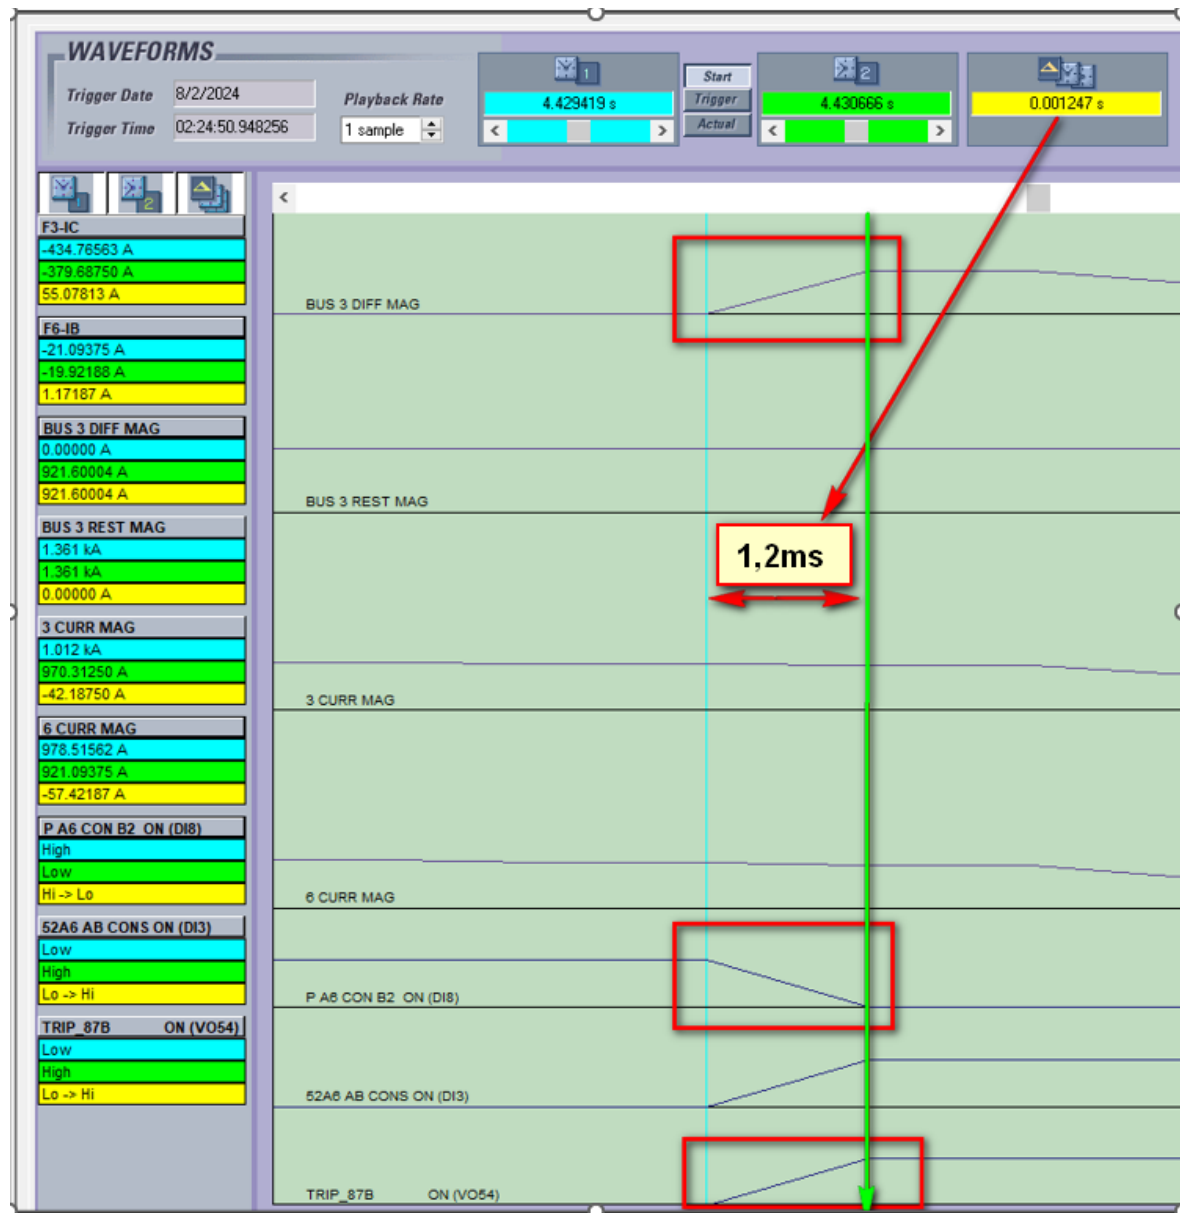 WAVEFORMS
Trigger Date 8/2/2024
Trigger Time 02:24:50.948256
Playback Rate
1 sample
1
4.429419 s
Start
Trigger
Actual
2
4.430666 s
0.001247 s
1
2
F3-IC
-434.76563 A
-379.68750 A
55.07813 A
F6-IB
-21.09375 A
-19.92188 A
1.17187 A
BUS 3 DIFF MAG
0.00000 A
921.60004 A
921.60004 A
BUS 3 REST MAG
1.361 kA
1.361 kA
0.00000 A
3 CURR MAG
1.012 kA
970.31250 A
-42.18750 A
6 CURR MAG
978.51562 A
921.09375 A
-57.42187 A
P A6 CON B2 ON (DI8)
High
Low
Hi -> Lo
52A6 AB CONS ON (DI3)
Low
High
Lo -> Hi
TRIP_87B ON (VO54)
Low
High
Lo -> Hi
BUS 3 DIFF MAG
BUS 3 REST MAG
1,2ms
3 CURR MAG
6 CURR MAG
P A6 CON B2 ON (DI8)
52A6 AB CONS ON (DI3)
TRIP_87B ON (VO54)